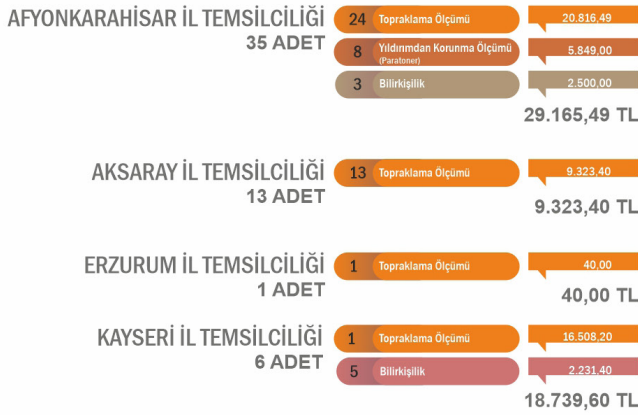 AFYONKARAHİSAR İL TEMSİLCİLİĞİ
35 ADET
24 Topraklama Ölçümü 20.816,49
8 Yıldırımdan Korunma Ölçümü 5.849,00
(Paratoner)
3 Bilirkişilik 2.500,00
29.165,49 TL
AKSARAY İL TEMSİLCİLİĞİ
13 ADET
13 Topraklama Ölçümü 9.323,40
9.323,40 TL
ERZURUM İL TEMSİLCİLİĞİ
1 ADET
1 Topraklama Ölçümü 40,00
40,00 TL
KAYSERİ İL TEMSİLCİLİĞİ
6 ADET
1 Topraklama Ölçümü 16.508,20
5 Bilirkişilik 2.231,40
18.739,60 TL